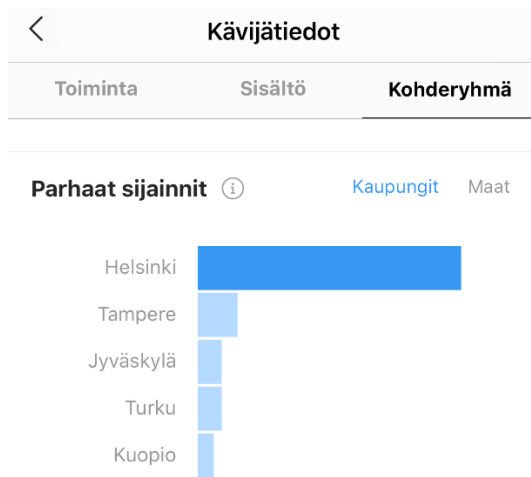 Kävijätiedot
Toiminta Sisältö Kohderyhmä
Parhaat sijainnit Kaupungit Maat
Helsinki
Tampere
Jyväskylä
Turku
Kuopio